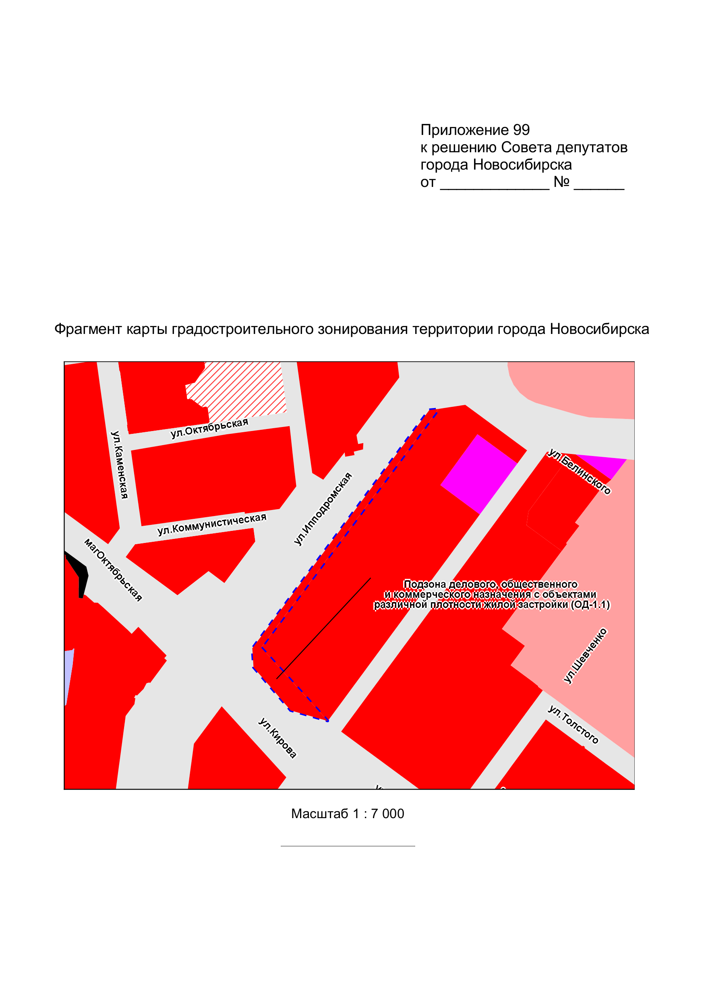 Приложение 99
к решению Совета депутатов
города Новосибирска
от _____________ № ______
Фрагмент карты градостроительного зонирования территории города Новосибирска
ул.Октябрьская
ул.Каменская
ул.Белинского
ул.Ипподромская
ул.Коммунистическая
магОктябрьская
Подзона делового, общественного
и коммерческого назначения с объектами
различной плотности жилой застройки (ОД-1.1)
ул.Шевченко
ул.Толстого
ул.Кирова
Масштаб 1 : 7 000